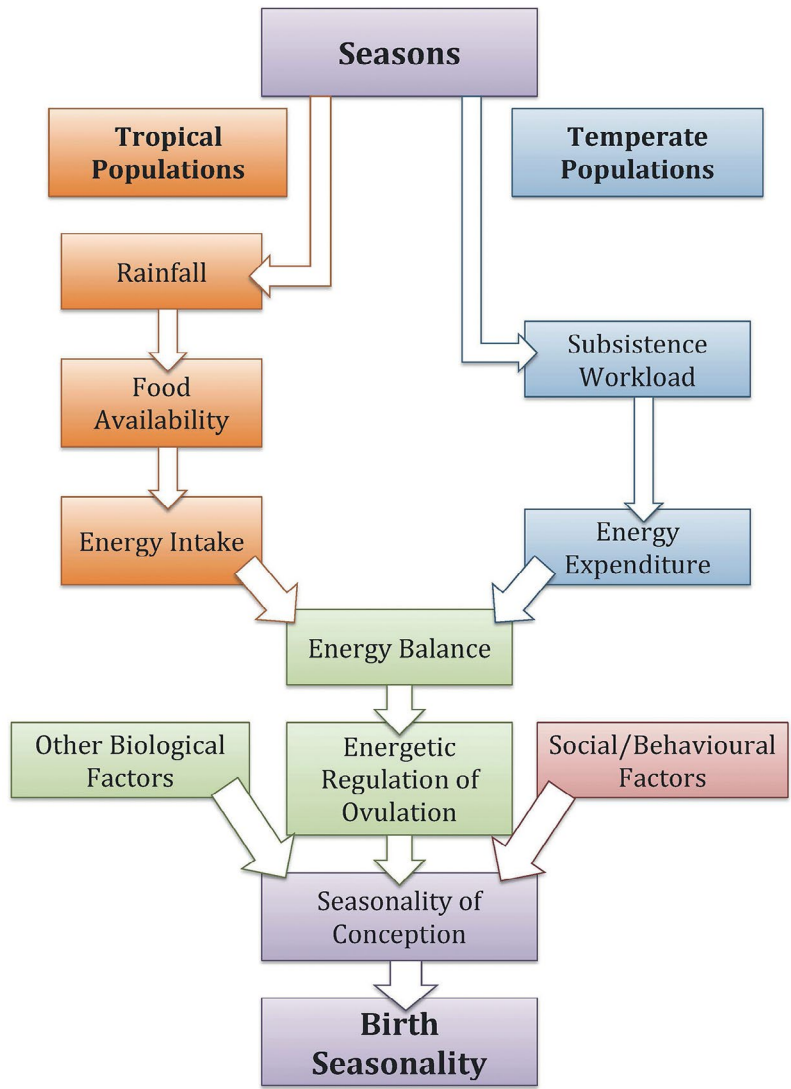 Seasons
Tropical
Populations
Temperate
Populations
Rainfall
Subsistence
Workload
Food
Availability
Energy Intake
Energy
Expenditure
Energy Balance
Other Biological
Factors
Energetic
Regulation of
Ovulation
Social/Behavioural
Factors
Seasonality of
Conception
Birth
Seasonality